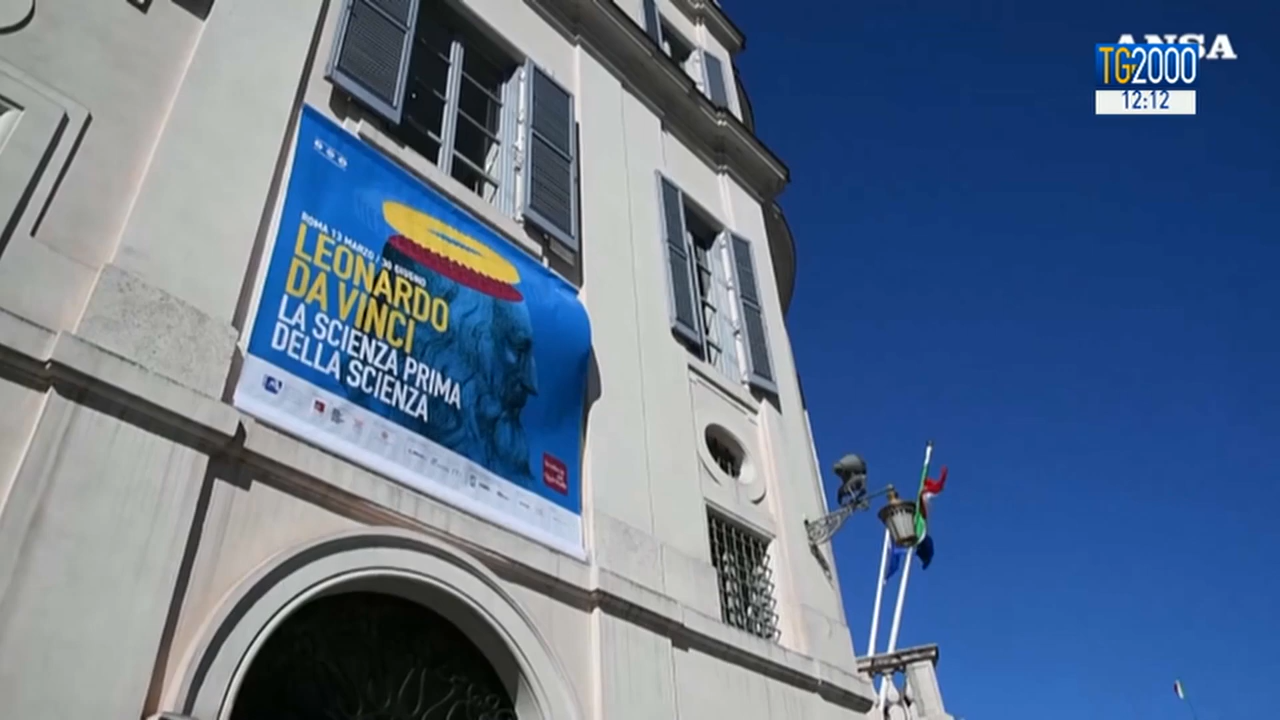 ANSA
TG2000
12:12
ROMA 13 MARZO / 30 GIUGNO
LEONARDO
DA VINCI
LA SCIENZA PRIMA
DELLA SCIENZA